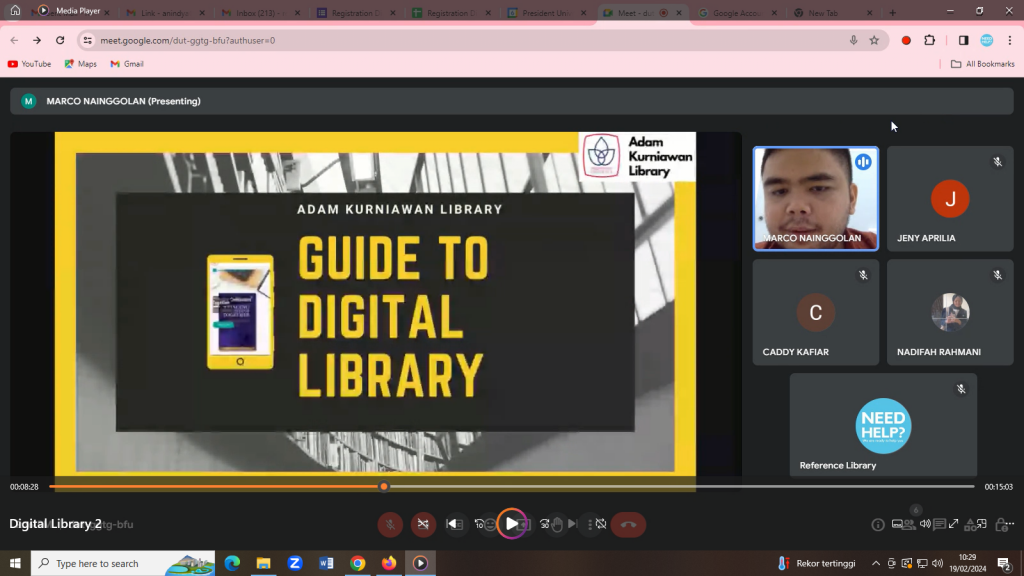 Media Player
Link - anindy
Inbox (213) -
Registration D
Registration D
President Uni
Meet - du
Google Accou
New Tab
meet.google.com/dut-ggtg-bfu?authuser=0
YouTube
Maps
Gmail
All Bookmarks
M
MARCO NAINGGOLAN (Presenting)
Adam
Kurniawan
Library
ADAM KURNIAWAN LIBRARY
GUIDE TO
DIGITAL
LIBRARY
MARCO NAINGGOLAN
J
JENY APRILIA
C
CADDY KAFIAR
NADIFAH RAHMANI
NEED
HELP?
Reference Library
00:08:28
00:15:03
Digital Library 2
gtg-bfu
6
Type here to search
Rekor tertinggi
10:29
19/02/2024
2